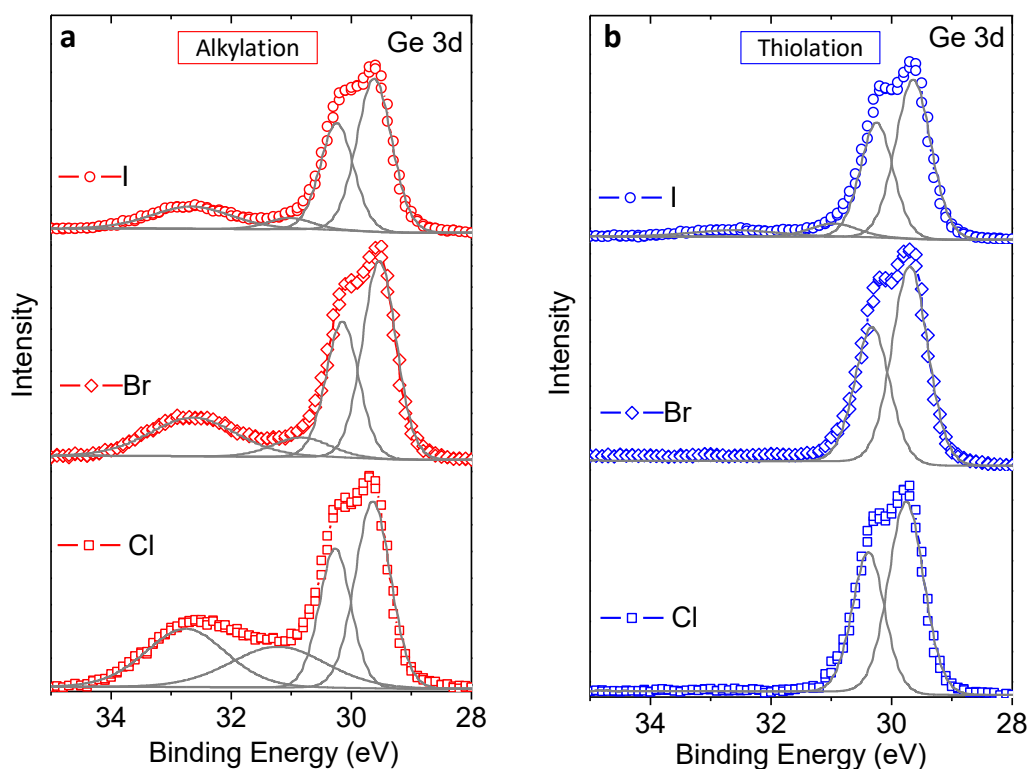 a
Alkylation
Ge 3d
I
Br
Cl
Intensity
34
32
30
28
Binding Energy (eV)
b
Thiolation
Ge 3d
I
Br
Cl
Intensity
34
32
30
28
Binding Energy (eV)